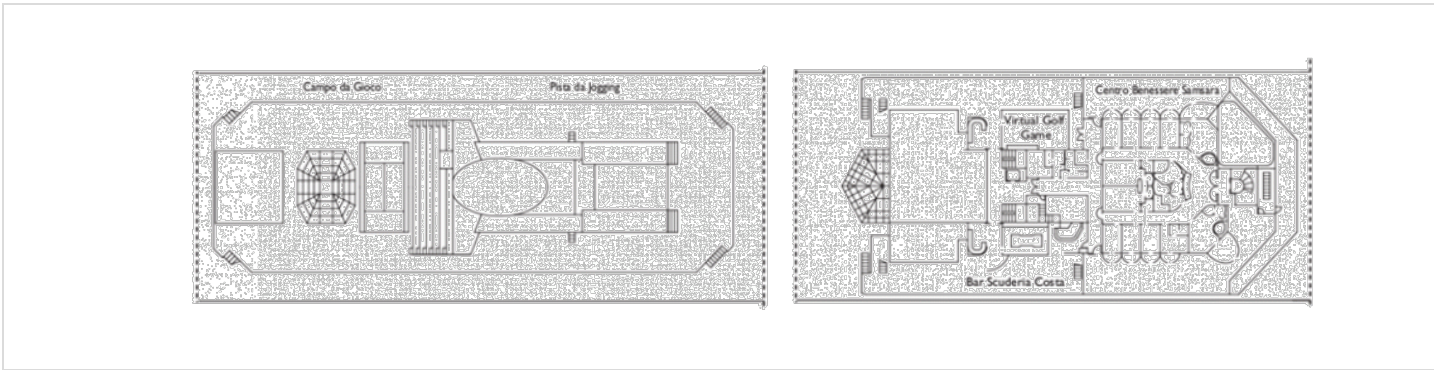 Campo da Gioco
Pista da Jogging
Centro Benessere Samsara
Virtual Golf
Game
Bar Scuderia Costa